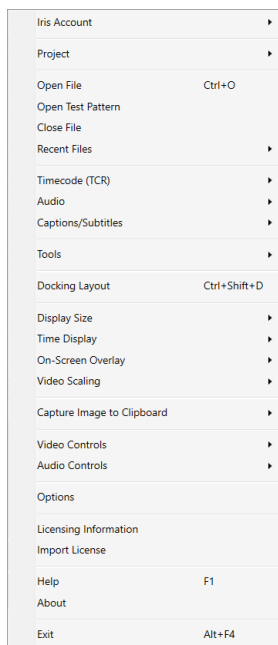 Iris Account
Project
Open File Ctrl+O
Open Test Pattern
Close File
Recent Files
Timecode (TCR)
Audio
Captions/Subtitles
Tools
Docking Layout Ctrl+Shift+D
Display Size
Time Display
On-Screen Overlay
Video Scaling
Capture Image to Clipboard
Video Controls
Audio Controls
Options
Licensing Information
Import License
Help F1
About
Exit Alt+F4